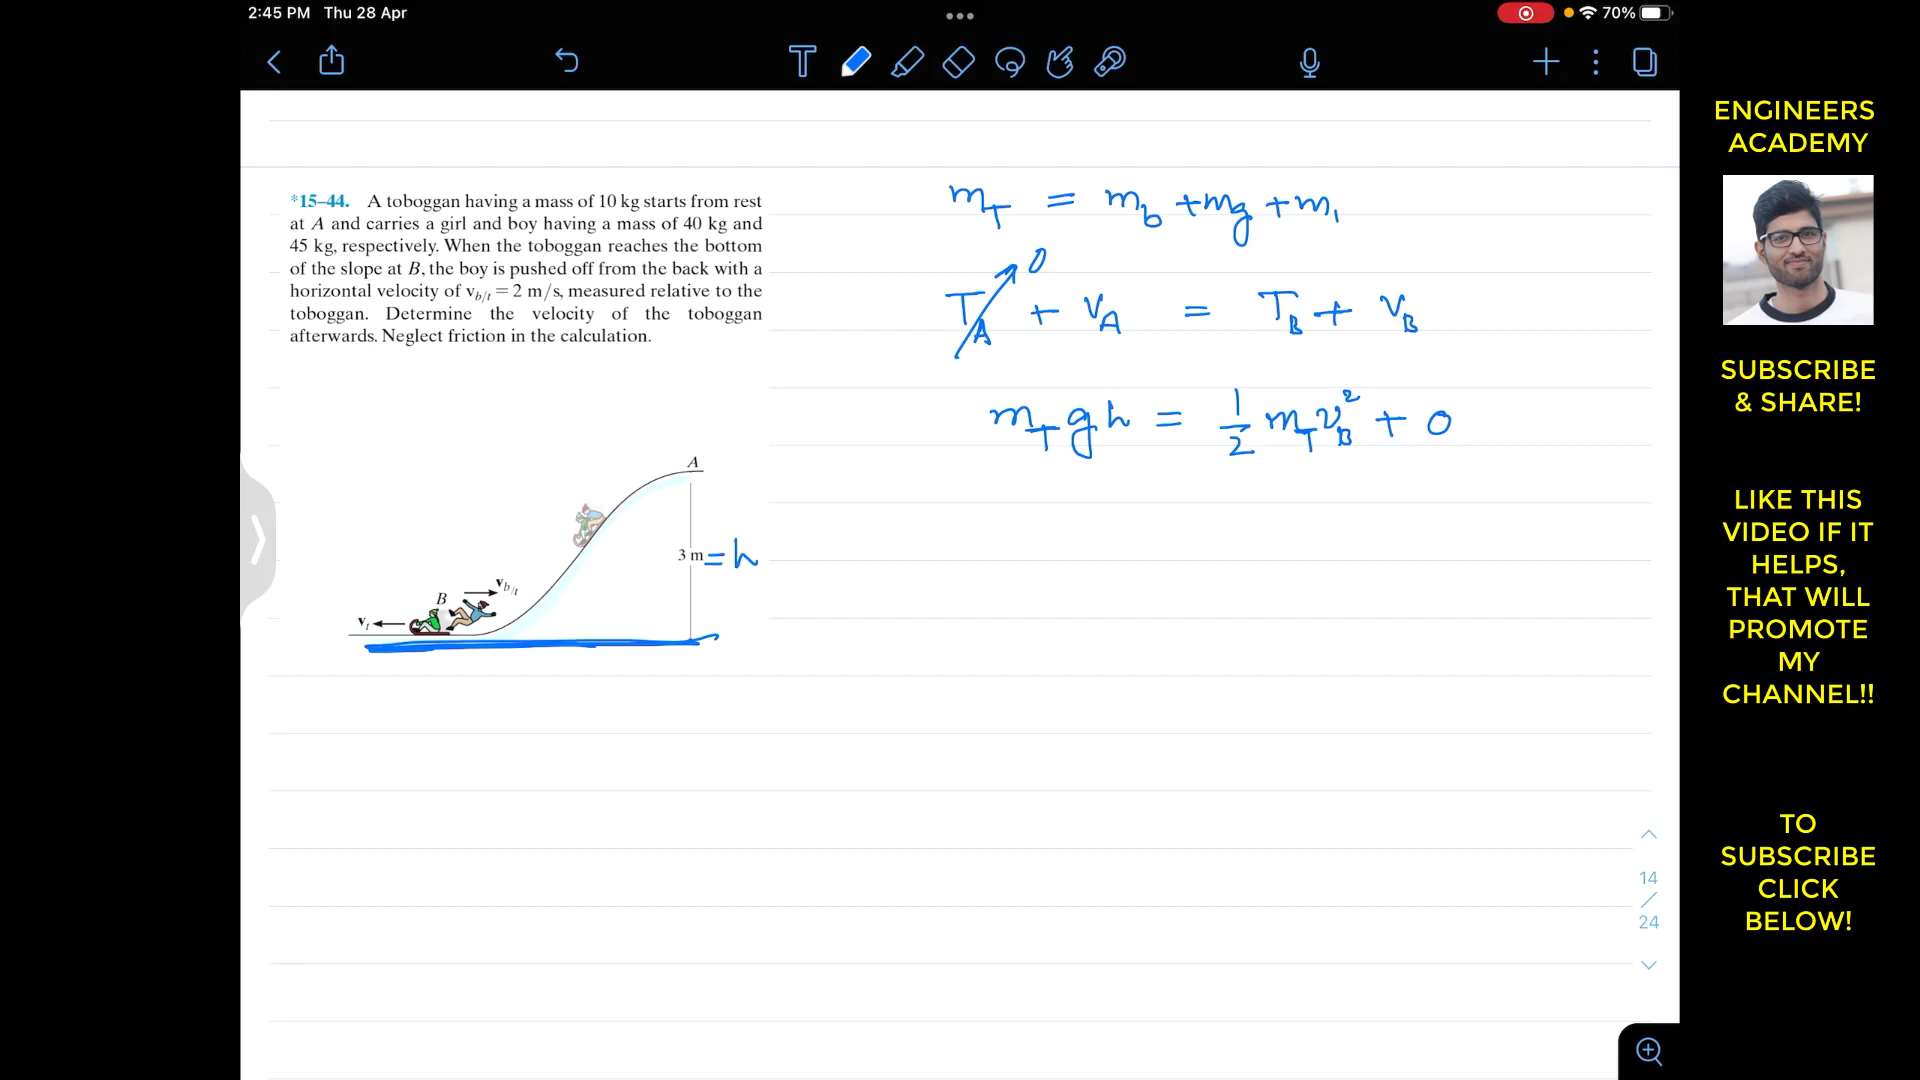 2:45 PM Thu 28 Apr
70%
*15–44. A toboggan having a mass of 10 kg starts from rest
at A and carries a girl and boy having a mass of 40 kg and
45 kg, respectively. When the toboggan reaches the bottom
of the slope at B, the boy is pushed off from the back with a
horizontal velocity of v_b/t = 2 m/s, measured relative to the
toboggan. Determine the velocity of the toboggan
afterwards. Neglect friction in the calculation.
A
3 m = h
B
v_b/t
v_t
m_T = m_b + m_g + m_1
T_A 0 + V_A = T_B + V_B
m_T g h = 1/2 m_T v_B^2 + 0
14
/
24
ENGINEERS
ACADEMY
SUBSCRIBE
& SHARE!
LIKE THIS
VIDEO IF IT
HELPS,
THAT WILL
PROMOTE
MY
CHANNEL!!
TO
SUBSCRIBE
CLICK
BELOW!